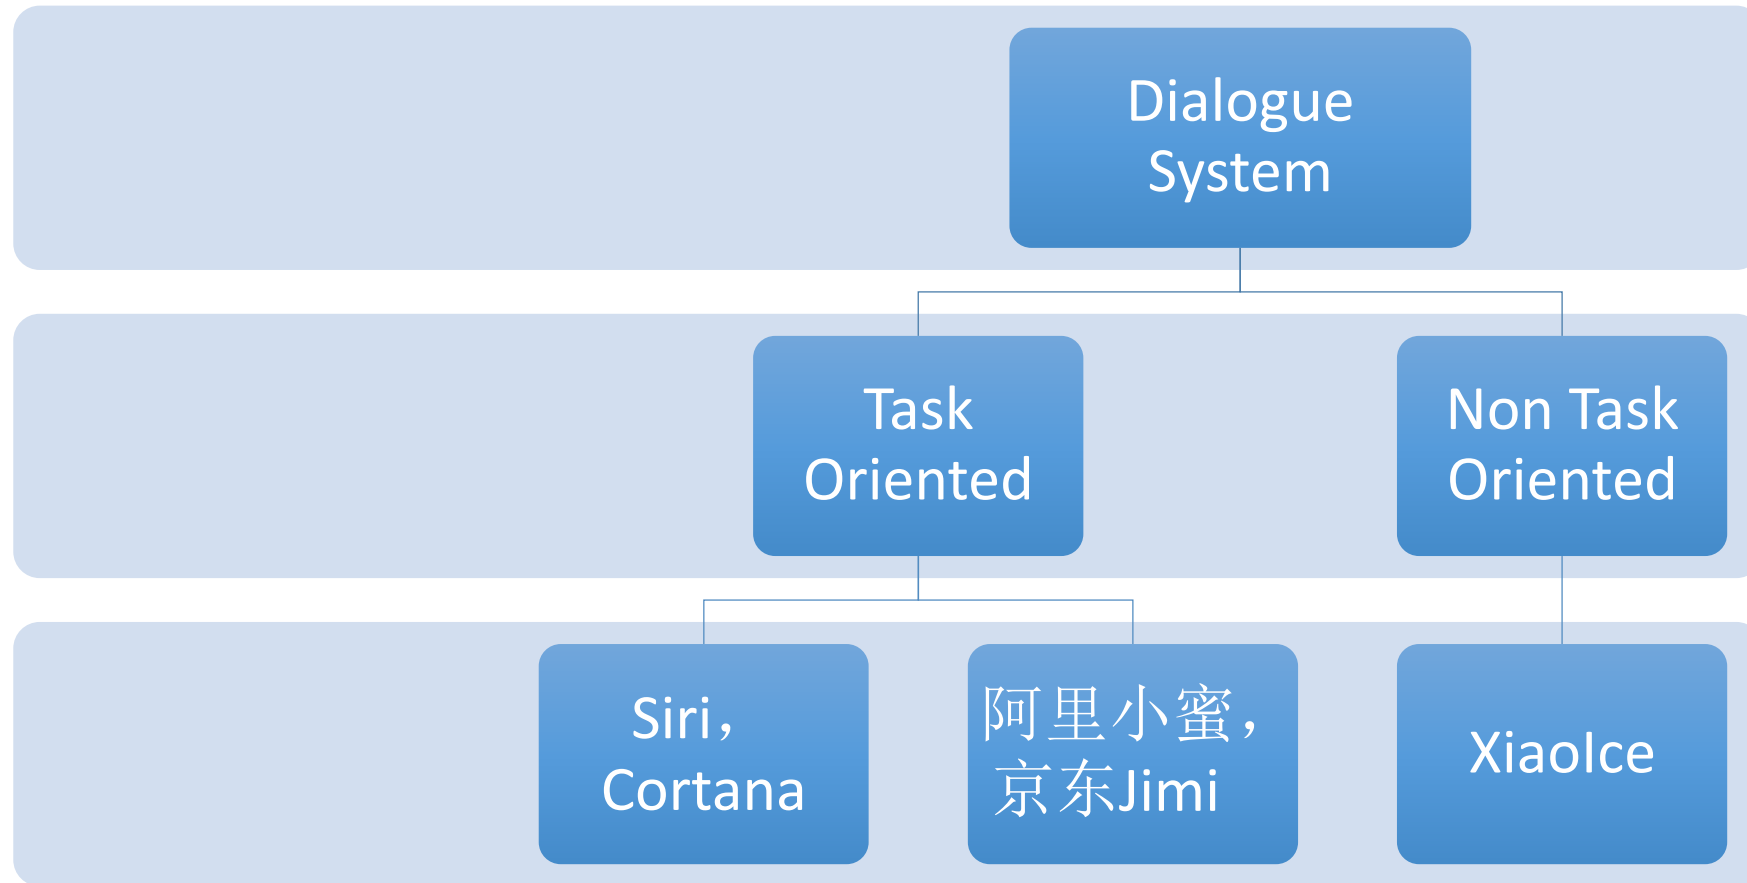 Dialogue
System
Task
Oriented
Non Task
Oriented
Siri，
Cortana
阿里小蜜，
京东Jimi
XiaoIce